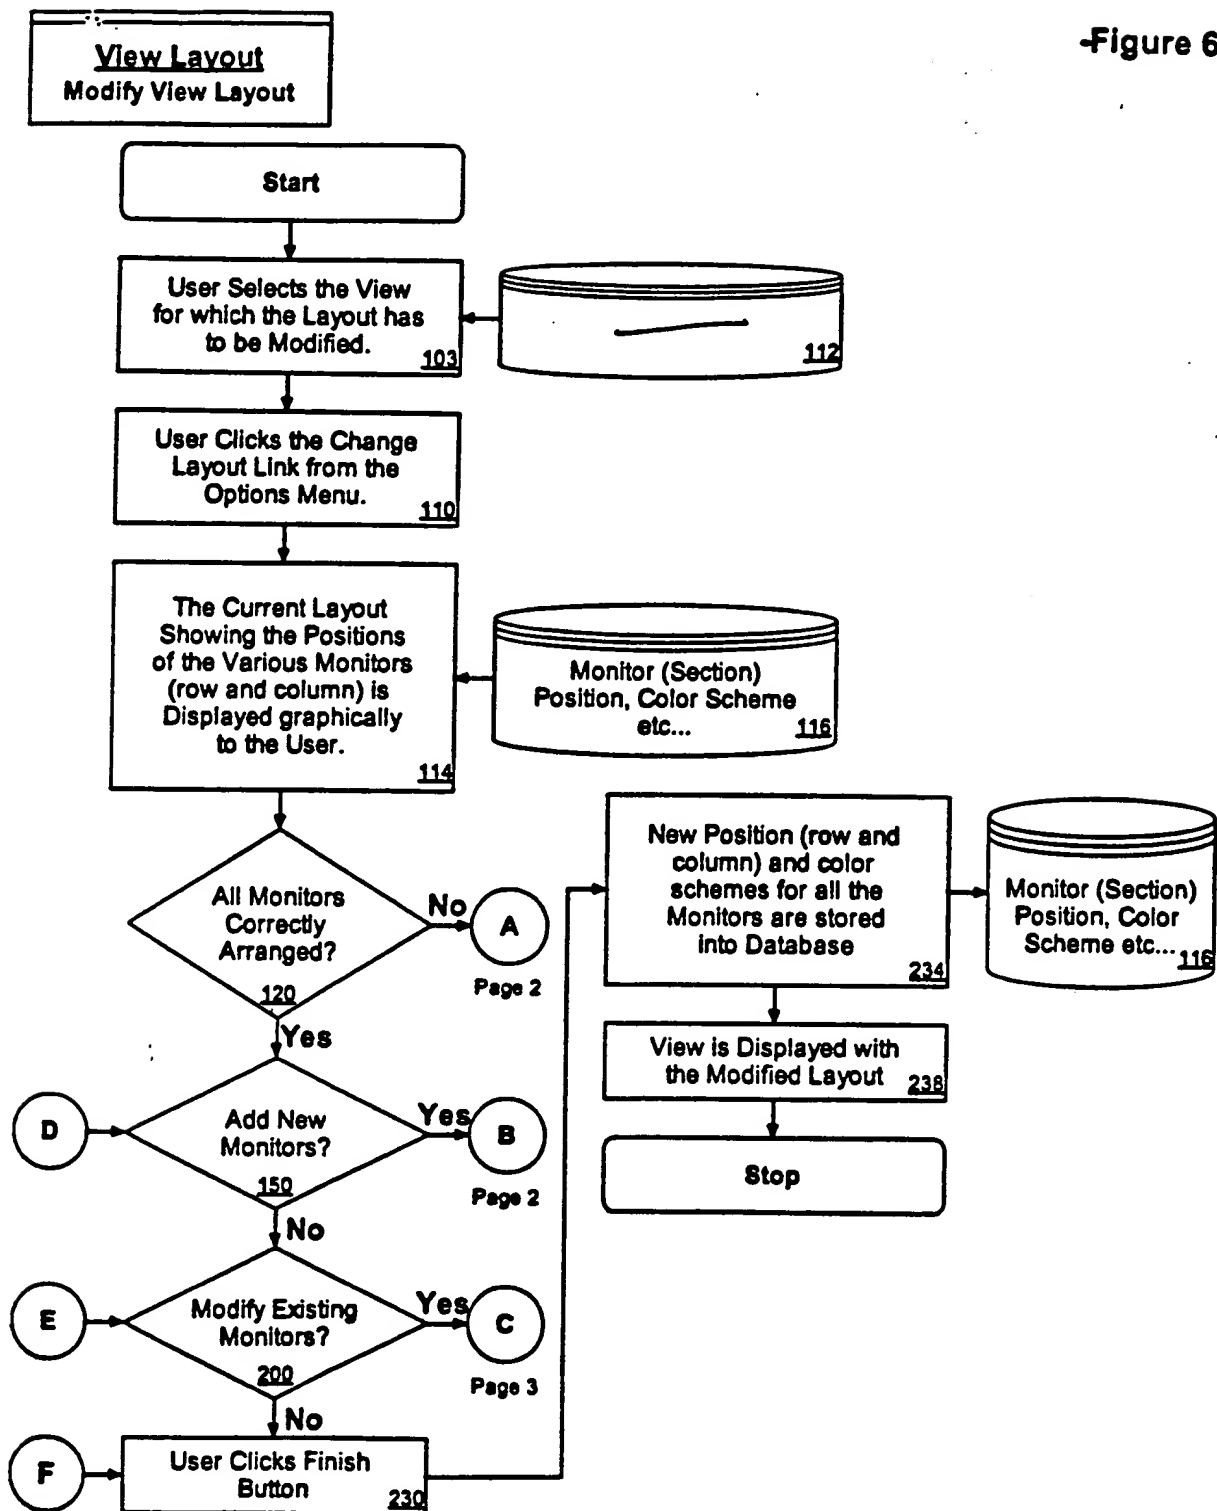 -Figure 6
View Layout
Modify View Layout
Start
User Selects the View
for which the Layout has
to be Modified.
103
112
User Clicks the Change
Layout Link from the
Options Menu.
110
The Current Layout
Showing the Positions
of the Various Monitors
(row and column) is
Displayed graphically
to the User.
114
Monitor (Section)
Position, Color Scheme
etc...
116
All Monitors
Correctly
Arranged?
120
No
A
Page 2
Yes
D
Add New
Monitors?
150
Yes
B
Page 2
No
E
Modify Existing
Monitors?
200
Yes
C
Page 3
No
F
User Clicks Finish
Button
230
New Position (row and
column) and color
schemes for all the
Monitors are stored
into Database
234
Monitor (Section)
Position, Color
Scheme etc...
116
View is Displayed with
the Modified Layout
238
Stop